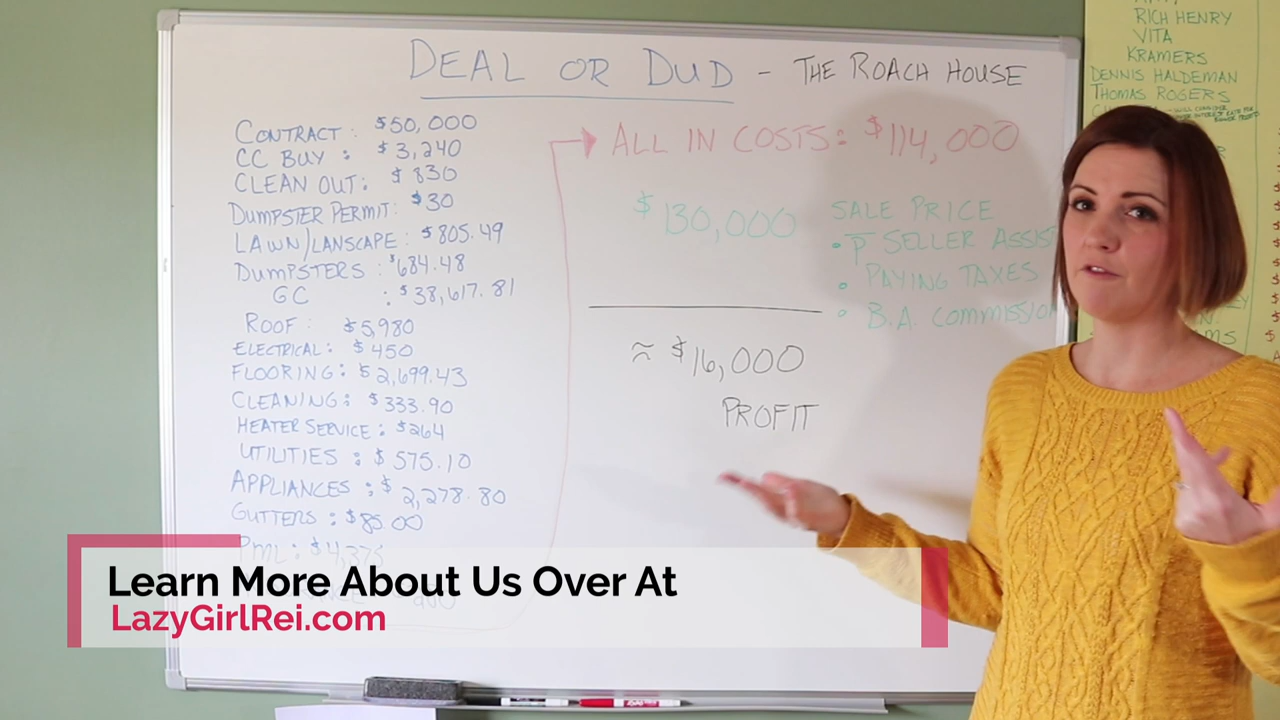 DEAL OR DUD - THE ROACH HOUSE
CONTRACT: $50,000
CC BUY: $3,240
CLEAN OUT: $830
DUMPSTER PERMIT: $30
LAWN/LANSCAPE: $805.49
DUMPSTERS: $684.48
GC: $38,617.81
ROOF: $5,980
ELECTRICAL: $450
FLOORING: $2,699.43
CLEANING: $333.90
HEATER SERVICE: $264
UTILITIES: $575.10
APPLIANCES: $2,278.80
GUTTERS: $85.00
PML: $4,375
ALL IN COSTS: $114,000
$130,000 SALE PRICE
• P̅ SELLER ASSIS
• PAYING TAXES
• B.A. COMMISSION
≈ $16,000
PROFIT
RICH HENRY
VITA
KRAMERS
DENNIS HALDEMAN
THOMAS ROGERS
Learn More About Us Over At
LazyGirlRei.com